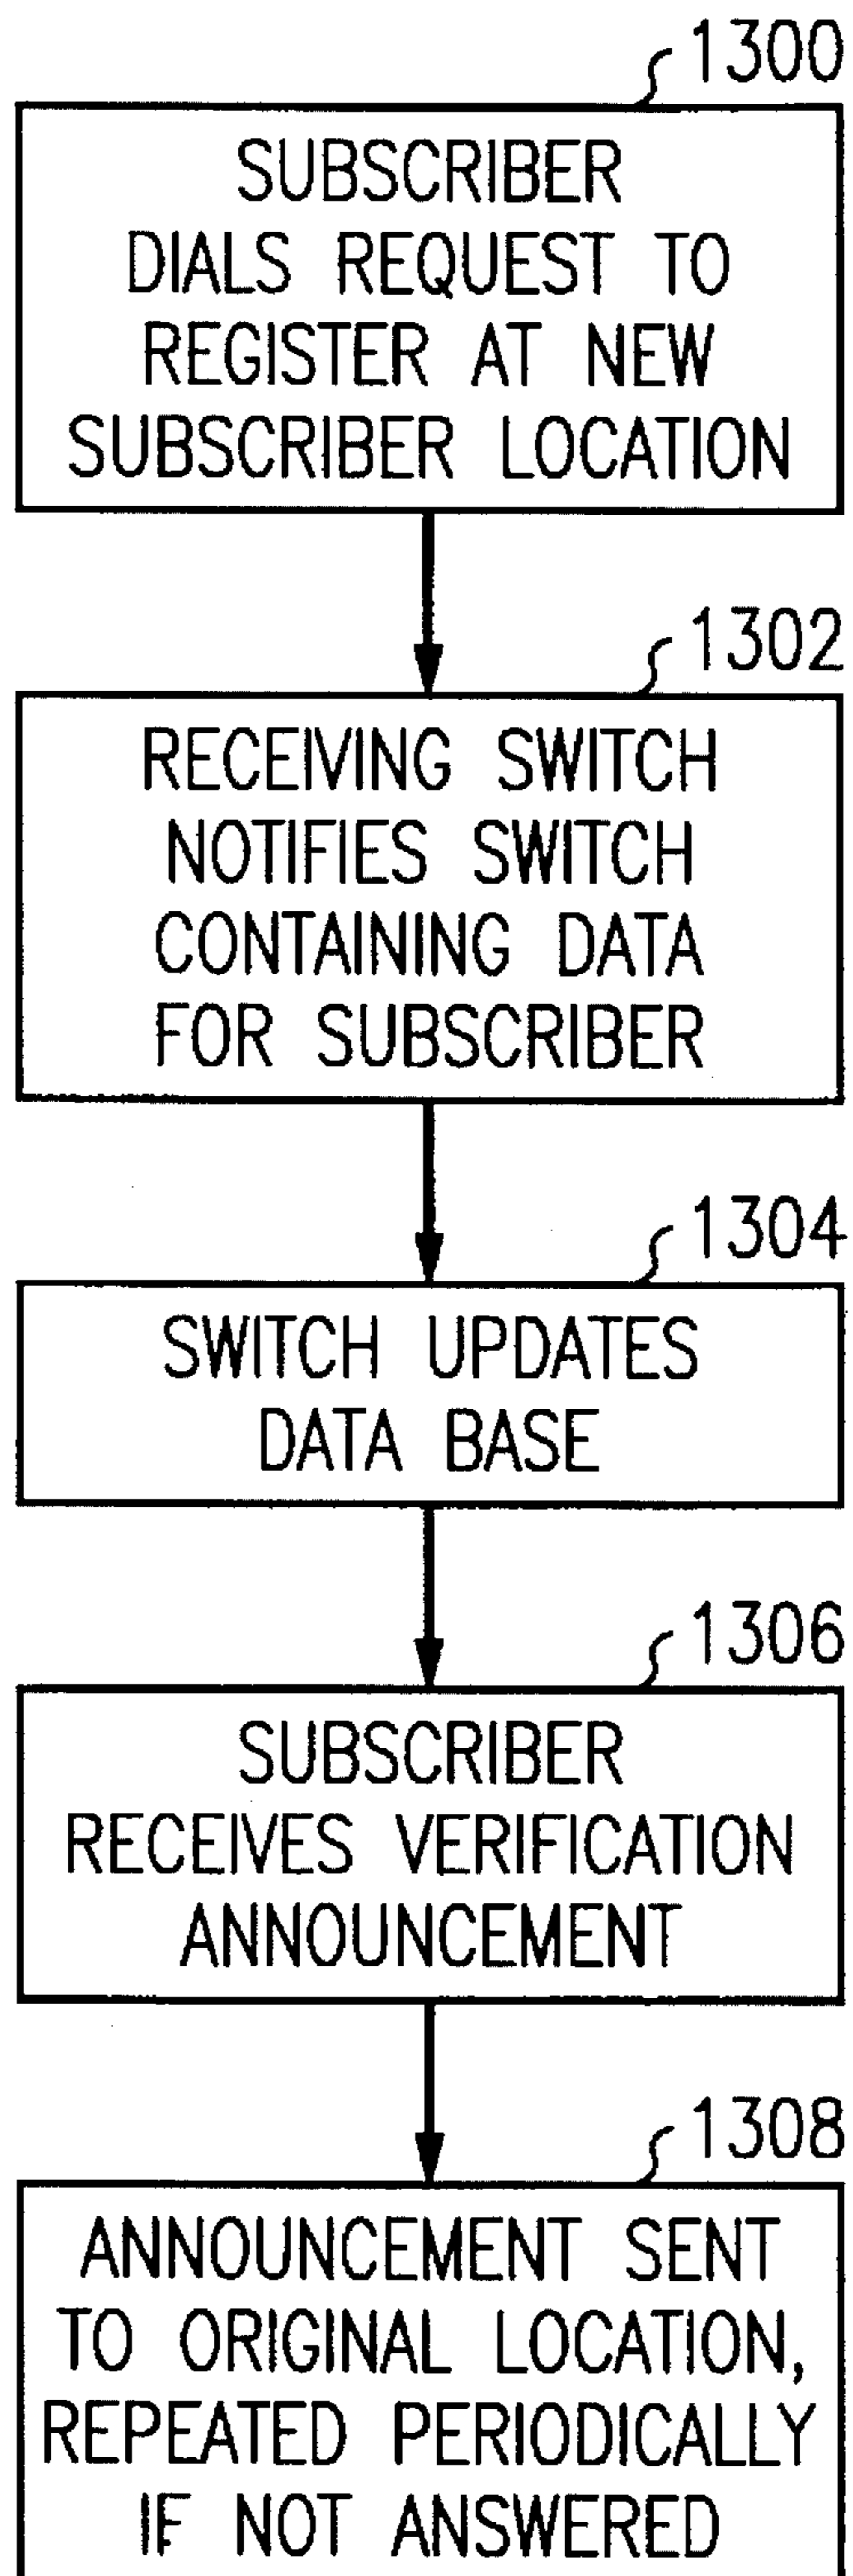 1300
SUBSCRIBER
DIALS REQUEST TO
REGISTER AT NEW
SUBSCRIBER LOCATION
1302
RECEIVING SWITCH
NOTIFIES SWITCH
CONTAINING DATA
FOR SUBSCRIBER
1304
SWITCH UPDATES
DATA BASE
1306
SUBSCRIBER
RECEIVES VERIFICATION
ANNOUNCEMENT
1308
ANNOUNCEMENT SENT
TO ORIGINAL LOCATION,
REPEATED PERIODICALLY
IF NOT ANSWERED